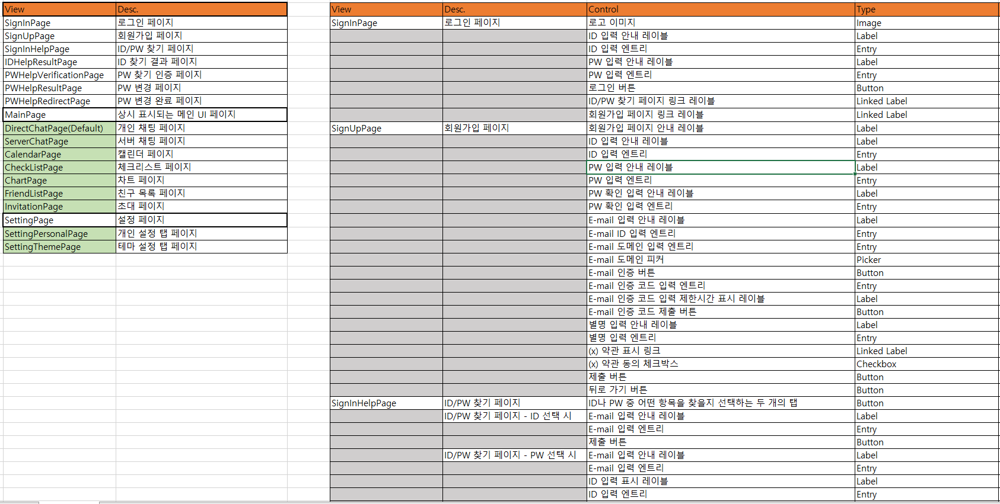 View Desc.
SignInPage 로그인 페이지
SignUpPage 회원가입 페이지
SignInHelpPage ID/PW 찾기 페이지
IDHelpResultPage ID 찾기 결과 페이지
PWHelpVerificationPage PW 찾기 인증 페이지
PWHelpResultPage PW 변경 페이지
PWHelpRedirectPage PW 변경 완료 페이지
MainPage 상시 표시되는 메인 UI 페이지
DirectChatPage(Default) 개인 채팅 페이지
ServerChatPage 서버 채팅 페이지
CalendarPage 캘린더 페이지
CheckListPage 체크리스트 페이지
ChartPage 차트 페이지
FriendListPage 친구 목록 페이지
InvitationPage 초대 페이지
SettingPage 설정 페이지
SettingPersonalPage 개인 설정 탭 페이지
SettingThemePage 테마 설정 탭 페이지
View Desc. Control Type
SignInPage 로그인 페이지 로고 이미지 Image
ID 입력 안내 레이블 Label
ID 입력 엔트리 Entry
PW 입력 안내 레이블 Label
PW 입력 엔트리 Entry
로그인 버튼 Button
ID/PW 찾기 페이지 링크 레이블 Linked Label
회원가입 페이지 링크 레이블 Linked Label
SignUpPage 회원가입 페이지 회원가입 페이지 안내 레이블 Label
ID 입력 안내 레이블 Label
ID 입력 엔트리 Entry
PW 입력 안내 레이블 Label
PW 입력 엔트리 Entry
PW 확인 입력 안내 레이블 Label
PW 확인 입력 엔트리 Entry
E-mail 입력 안내 레이블 Label
E-mail ID 입력 엔트리 Entry
E-mail 도메인 입력 엔트리 Entry
E-mail 도메인 피커 Picker
E-mail 인증 버튼 Button
E-mail 인증 코드 입력 엔트리 Entry
E-mail 인증 코드 입력 제한시간 표시 레이블 Label
E-mail 인증 코드 제출 버튼 Button
별명 입력 안내 레이블 Label
별명 입력 엔트리 Entry
(x) 약관 표시 링크 Linked Label
(x) 약관 동의 체크박스 Checkbox
제출 버튼 Button
뒤로 가기 버튼 Button
SignInHelpPage ID/PW 찾기 페이지 ID나 PW 중 어떤 항목을 찾을지 선택하는 두 개의 탭 Button
ID/PW 찾기 페이지 - ID 선택 시 E-mail 입력 안내 레이블 Label
E-mail 입력 엔트리 Entry
제출 버튼 Button
ID/PW 찾기 페이지 - PW 선택 시 E-mail 입력 안내 레이블 Label
E-mail 입력 엔트리 Entry
ID 입력 표시 레이블 Label
ID 입력 엔트리 Entry